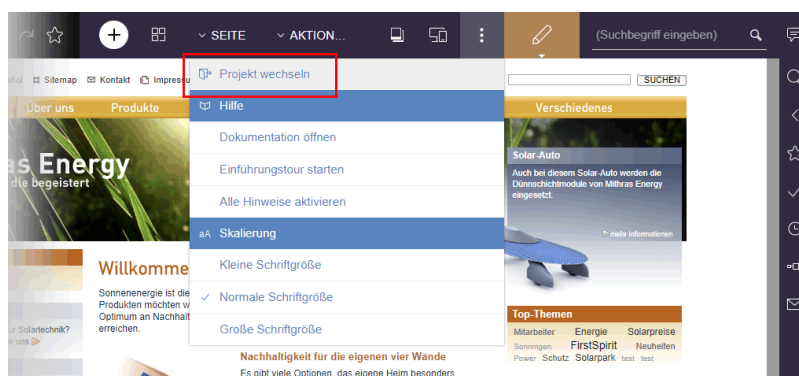 SEITE
AKTION...
(Suchbegriff eingeben)
Projekt wechseln
Hilfe
Dokumentation öffnen
Einführungstour starten
Alle Hinweise aktivieren
aA Skalierung
Kleine Schriftgröße
Normale Schriftgröße
Große Schriftgröße
Sitemap
Kontakt
Impressu
SUCHEN
Über uns
Produkte
Verschiedenes
as Energy
die begeistert
Solar-Auto
Auch bei diesem Solar-Auto werden die
Dünnschichtmodule von Mithras Energy
eingesetzt.
mehr Informationen
Willkomme
Sonnenenergie ist die
Produkten möchten w
Optimum an Nachhalt
erreichen.
ur Solartechnik?
e uns
Nachhaltigkeit für die eigenen vier Wände
Es gibt viele Optionen, das eigene Heim besonders
Top-Themen
Mitarbeiter Energie Solarpreise
Sonningen FirstSpirit Neuheiten
Power Schutz Solarpark test test